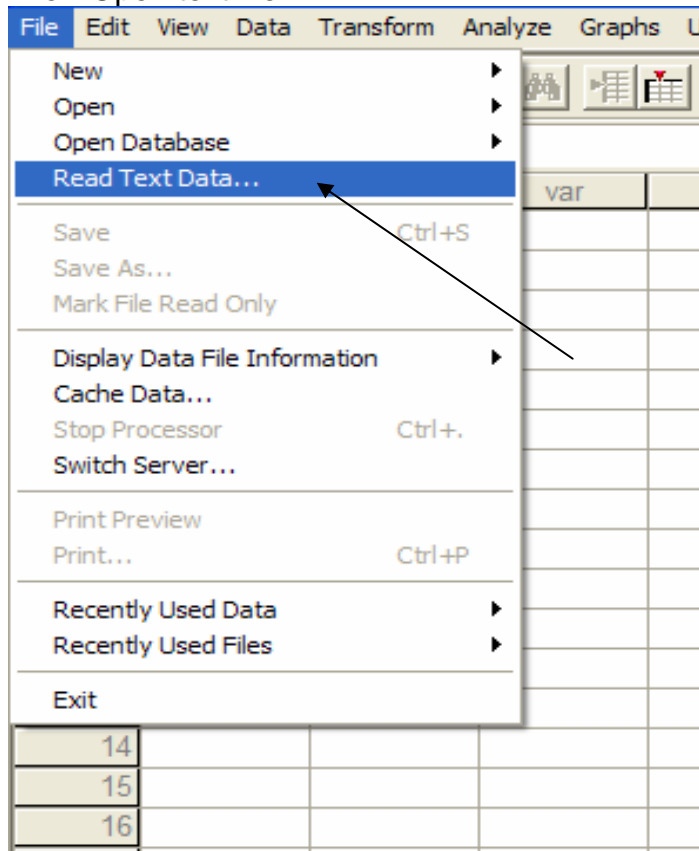 File Edit View Data Transform Analyze Graphs
New
Open
Open Database
Read Text Data...
var
Save Ctrl+S
Save As...
Mark File Read Only
Display Data File Information
Cache Data...
Stop Processor Ctrl+.
Switch Server...
Print Preview
Print... Ctrl+P
Recently Used Data
Recently Used Files
Exit
14
15
16